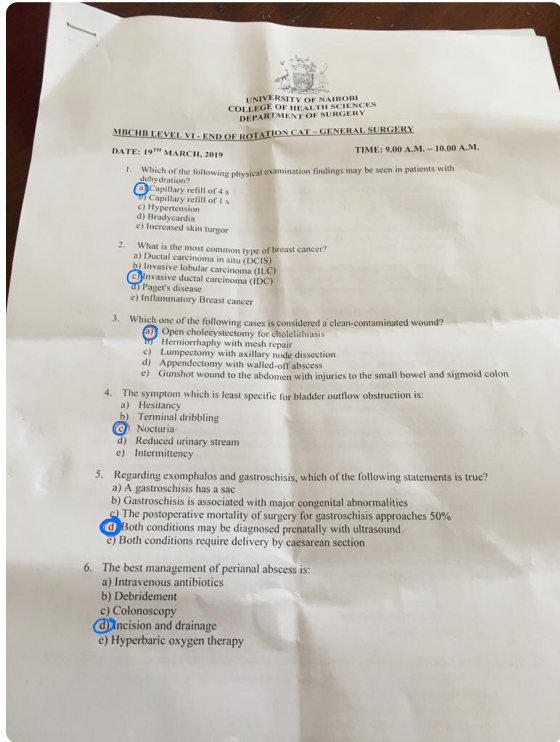 UNIVERSITY OF NAIROBI
COLLEGE OF HEALTH SCIENCES
DEPARTMENT OF SURGERY
MBCHB LEVEL VI - END OF ROTATION CAT – GENERAL SURGERY
DATE: 19TH MARCH, 2019 TIME: 9.00 A.M. – 10.00 A.M.
1. Which of the following physical examination findings may be seen in patients with
dehydration?
a) Capillary refill of 4 s
b) Capillary refill of 1 s
c) Hypertension
d) Bradycardia
e) Increased skin turgor
2. What is the most common type of breast cancer?
a) Ductal carcinoma in situ (DCIS)
b) Invasive lobular carcinoma (ILC)
c) Invasive ductal carcinoma (IDC)
d) Paget's disease
e) Inflammatory Breast cancer
3. Which one of the following cases is considered a clean-contaminated wound?
a) Open cholecystectomy for cholelithiasis
b) Herniorrhaphy with mesh repair
c) Lumpectomy with axillary node dissection
d) Appendectomy with walled-off abscess
e) Gunshot wound to the abdomen with injuries to the small bowel and sigmoid colon
4. The symptom which is least specific for bladder outflow obstruction is:
a) Hesitancy
b) Terminal dribbling
c) Nocturia
d) Reduced urinary stream
e) Intermittency
5. Regarding exomphalos and gastroschisis, which of the following statements is true?
a) A gastroschisis has a sac
b) Gastroschisis is associated with major congenital abnormalities
c) The postoperative mortality of surgery for gastroschisis approaches 50%
d) Both conditions may be diagnosed prenatally with ultrasound
e) Both conditions require delivery by caesarean section
6. The best management of perianal abscess is:
a) Intravenous antibiotics
b) Debridement
c) Colonoscopy
d) Incision and drainage
e) Hyperbaric oxygen therapy